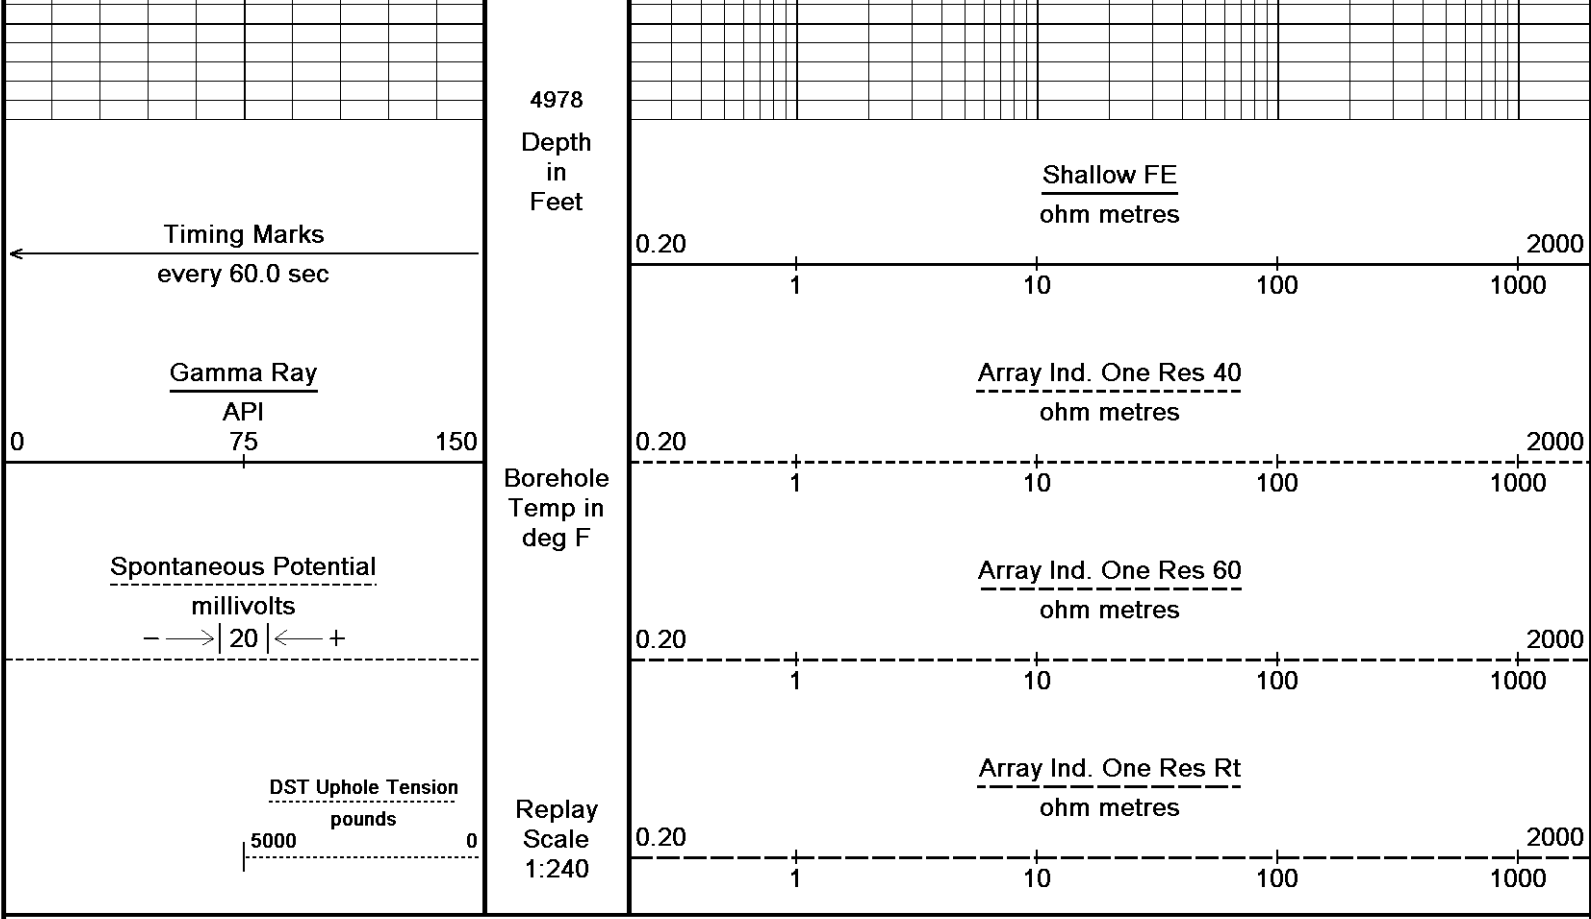 4978
Depth
in
Feet
Timing Marks
every 60.0 sec
Gamma Ray
API
0 75 150
Spontaneous Potential
millivolts
− 20 +
DST Uphole Tension
pounds
5000 0
Borehole
Temp in
deg F
Replay
Scale
1:240
Shallow FE
ohm metres
0.20 2000
1 10 100 1000
Array Ind. One Res 40
ohm metres
0.20 2000
1 10 100 1000
Array Ind. One Res 60
ohm metres
0.20 2000
1 10 100 1000
Array Ind. One Res Rt
ohm metres
0.20 2000
1 10 100 1000